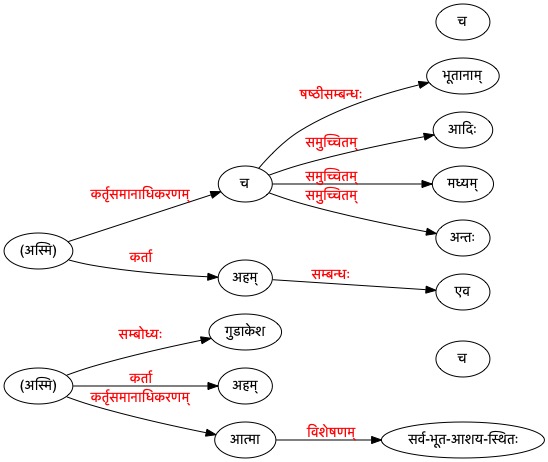 च
भूतानाम्
षष्ठीसम्बन्धः
आदिः
समुच्चितम्
च
समुच्चितम्
मध्यम्
कर्तृसमानाधिकरणम्
समुच्चितम्
अन्तः
(अस्मि)
कर्ता
अहम्
सम्बन्धः
एव
सम्बोध्यः
गुडाकेश
च
(अस्मि)
कर्ता
अहम्
कर्तृसमानाधिकरणम्
आत्मा
विशेषणम्
सर्व-भूत-आशय-स्थितः